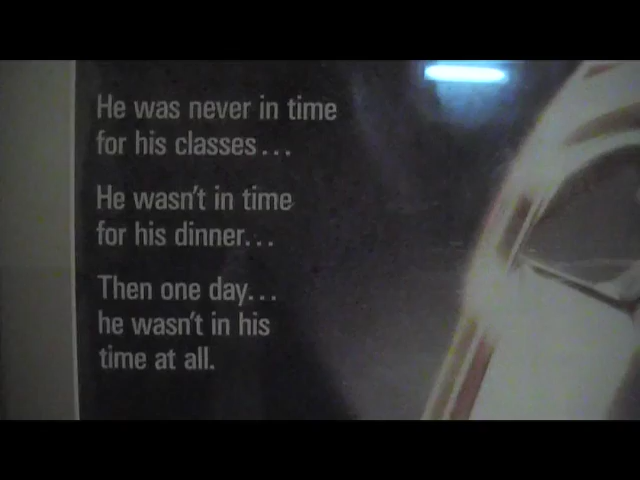 He was never in time
for his classes...
He wasn't in time
for his dinner...
Then one day...
he wasn't in his
time at all.